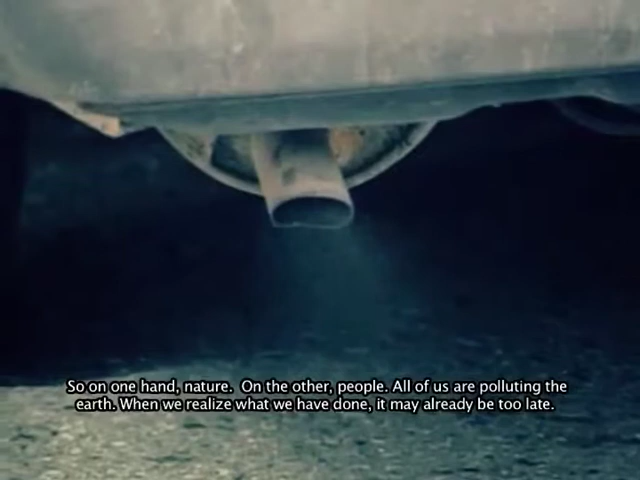 So on one hand, nature.  On the other, people. All of us are polluting the
earth. When we realize what we have done, it may already be too late.